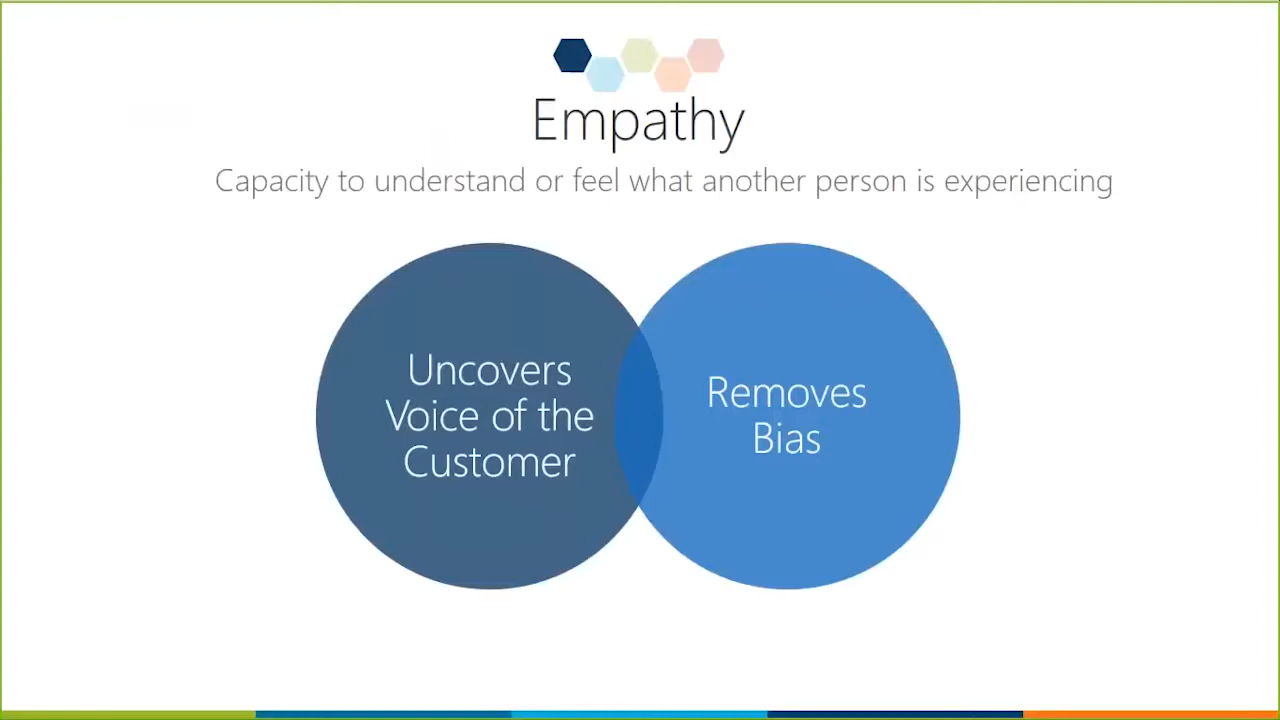 Empathy
Capacity to understand or feel what another person is experiencing
Uncovers
Voice of the
Customer
Removes
Bias